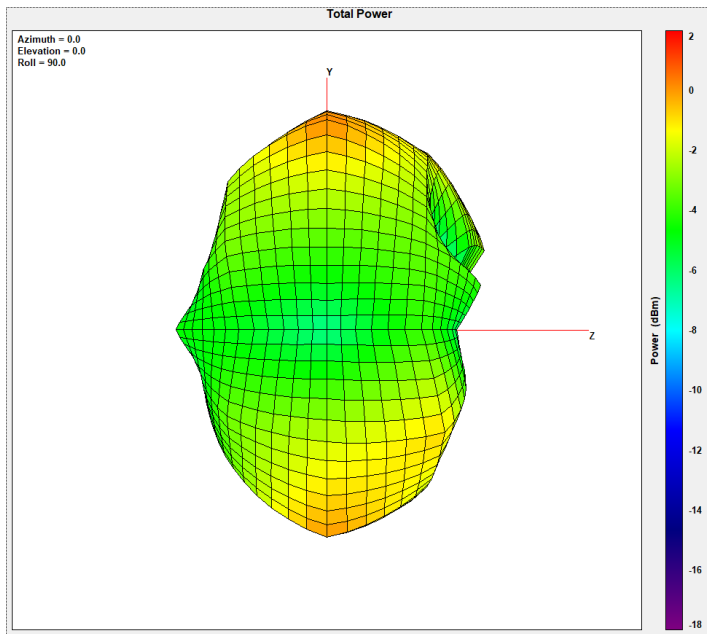 Total Power
Azimuth = 0.0
Elevation = 0.0
Roll = 90.0
Y
Z
2
0
-2
-4
-6
-8
-10
-12
-14
-16
-18
Power (dBm)